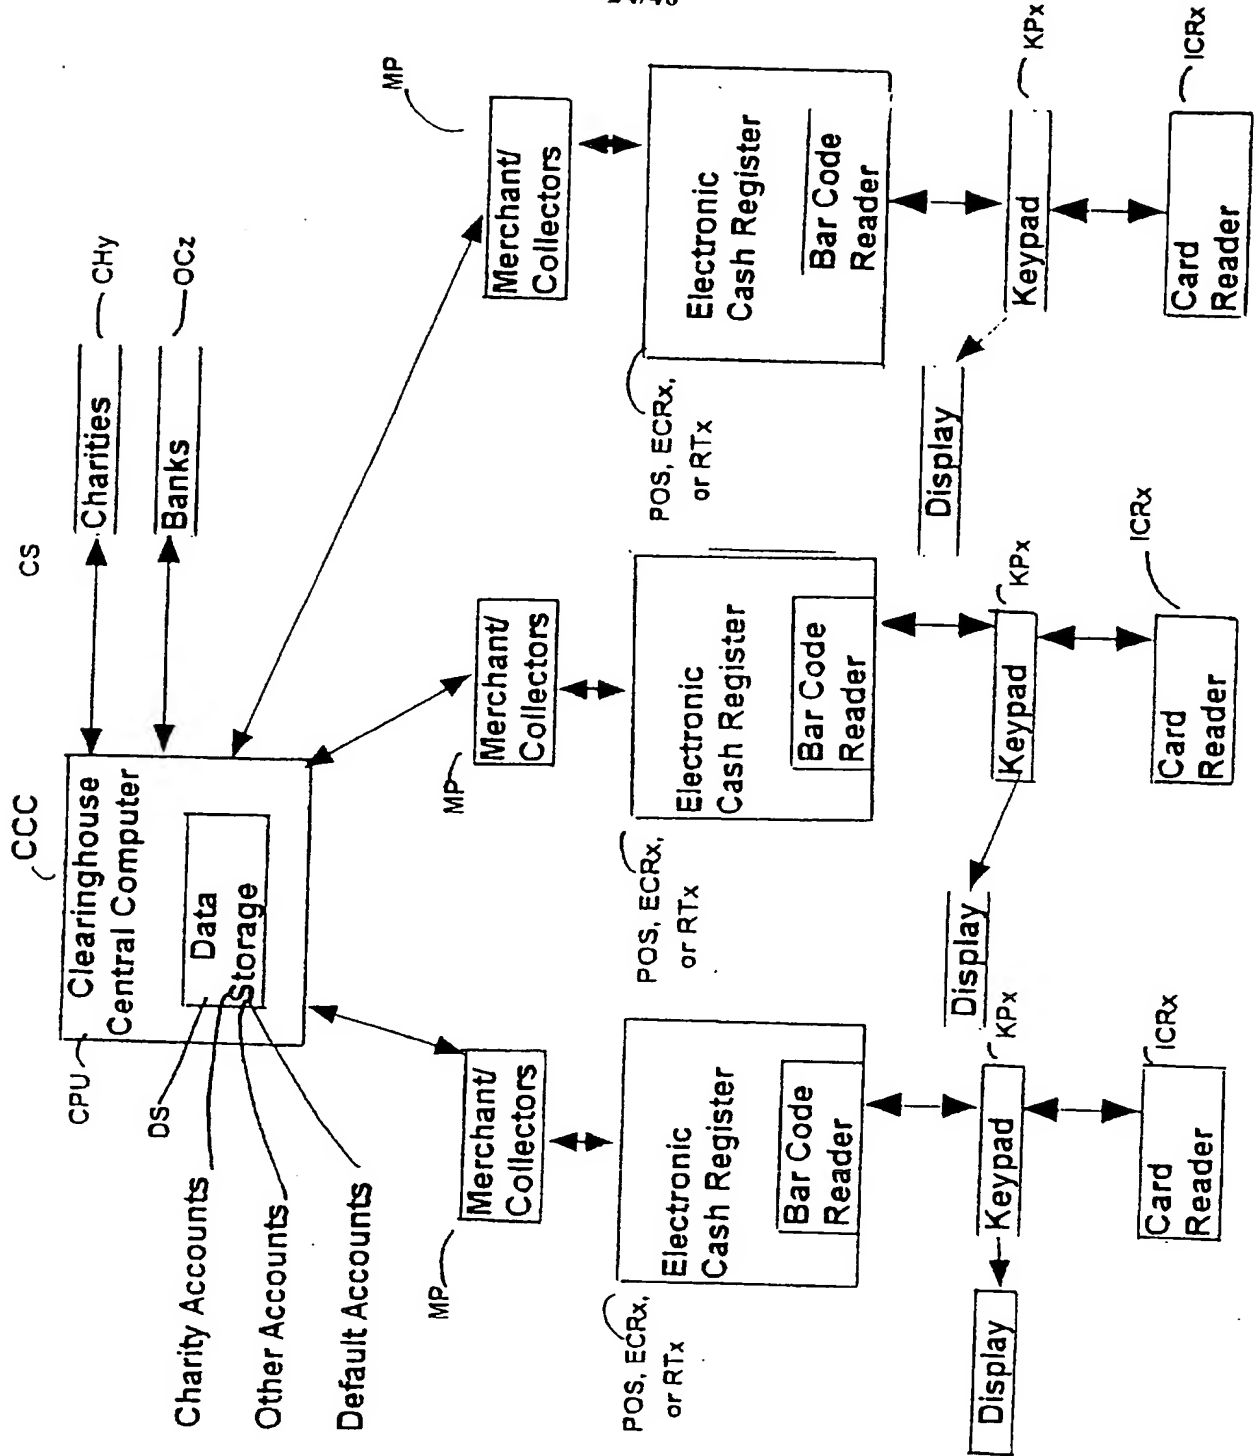 CS
CCC
Clearinghouse
Central Computer
Data
Storage
CPU
DS
Charity Accounts
Other Accounts
Default Accounts
Charities
CHy
Banks
OCz
MP
Merchant/
Collectors
POS, ECRx,
or RTx
Electronic
Cash Register
Bar Code
Reader
Display
Keypad
KPx
Card
Reader
ICRx
MP
Merchant/
Collectors
POS, ECRx,
or RTx
Electronic
Cash Register
Bar Code
Reader
Display
Keypad
KPx
Card
Reader
ICRx
MP
Merchant/
Collectors
POS, ECRx,
or RTx
Electronic
Cash Register
Bar Code
Reader
Display
Keypad
KPx
Card
Reader
ICRx